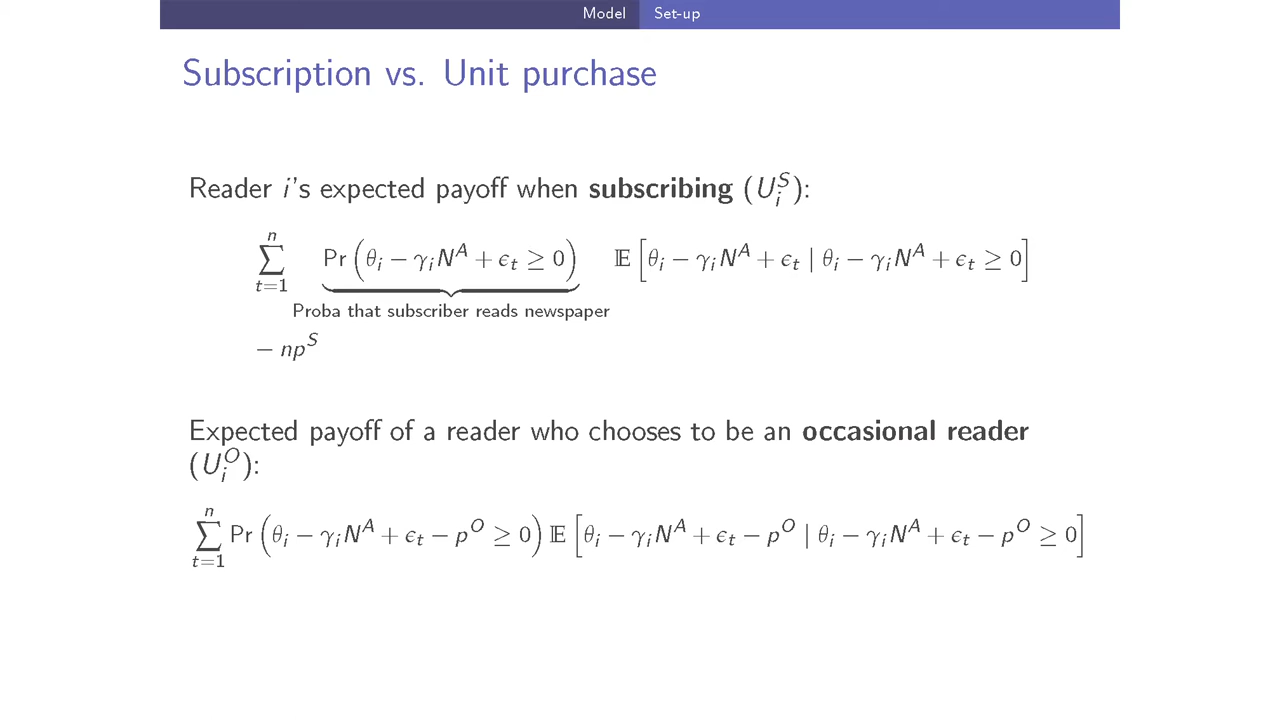 Model Set-up
Subscription vs. Unit purchase
Reader i's expected payoff when subscribing (U_i^S):
\sum_{t=1}^{n} Pr (θ_i − γ_i N^A + ϵ_t ≥ 0) 𝔼 [θ_i − γ_i N^A + ϵ_t | θ_i − γ_i N^A + ϵ_t ≥ 0]
Proba that subscriber reads newspaper
− np^S
Expected payoff of a reader who chooses to be an occasional reader
(U_i^O):
\sum_{t=1}^{n} Pr (θ_i − γ_i N^A + ϵ_t − p^O ≥ 0) 𝔼 [θ_i − γ_i N^A + ϵ_t − p^O | θ_i − γ_i N^A + ϵ_t − p^O ≥ 0]